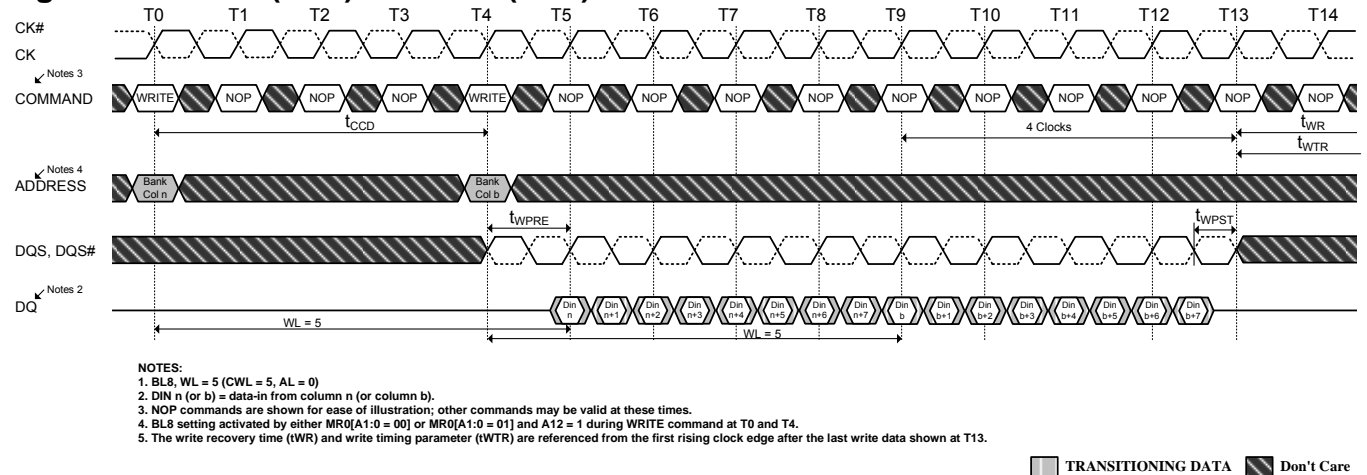 T0 T1 T2 T3 T4 T5 T6 T7 T8 T9 T10 T11 T12 T13 T14
CK#
CK
Notes 3
COMMAND WRITE NOP NOP NOP WRITE NOP NOP NOP NOP NOP NOP NOP NOP NOP NOP
tCCD 4 Clocks tWR
tWTR
Notes 4
ADDRESS Bank Col n Bank Col b
tWPRE tWPST
DQS, DQS#
Notes 2
DQ Din n Din n+1 Din n+2 Din n+3 Din n+4 Din n+5 Din n+6 Din n+7 Din b Din b+1 Din b+2 Din b+3 Din b+4 Din b+5 Din b+6 Din b+7
WL = 5
WL = 5
NOTES:
1. BL8, WL = 5 (CWL = 5, AL = 0)
2. DIN n (or b) = data-in from column n (or column b).
3. NOP commands are shown for ease of illustration; other commands may be valid at these times.
4. BL8 setting activated by either MR0[A1:0 = 00] or MR0[A1:0 = 01] and A12 = 1 during WRITE command at T0 and T4.
5. The write recovery time (tWR) and write timing parameter (tWTR) are referenced from the first rising clock edge after the last write data shown at T13.
TRANSITIONING DATA Don't Care